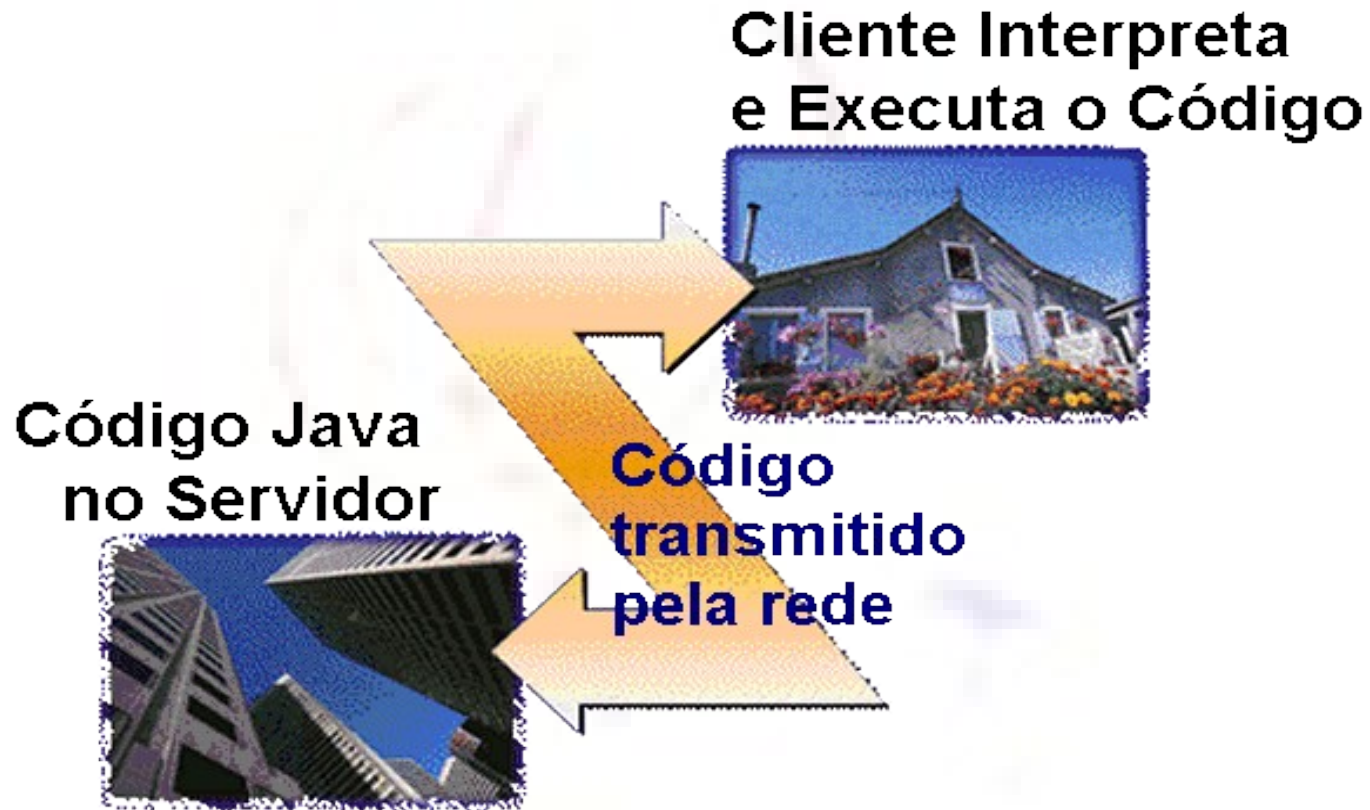 Cliente Interpreta
e Executa o Código
Código Java
no Servidor
Código
transmitido
pela rede